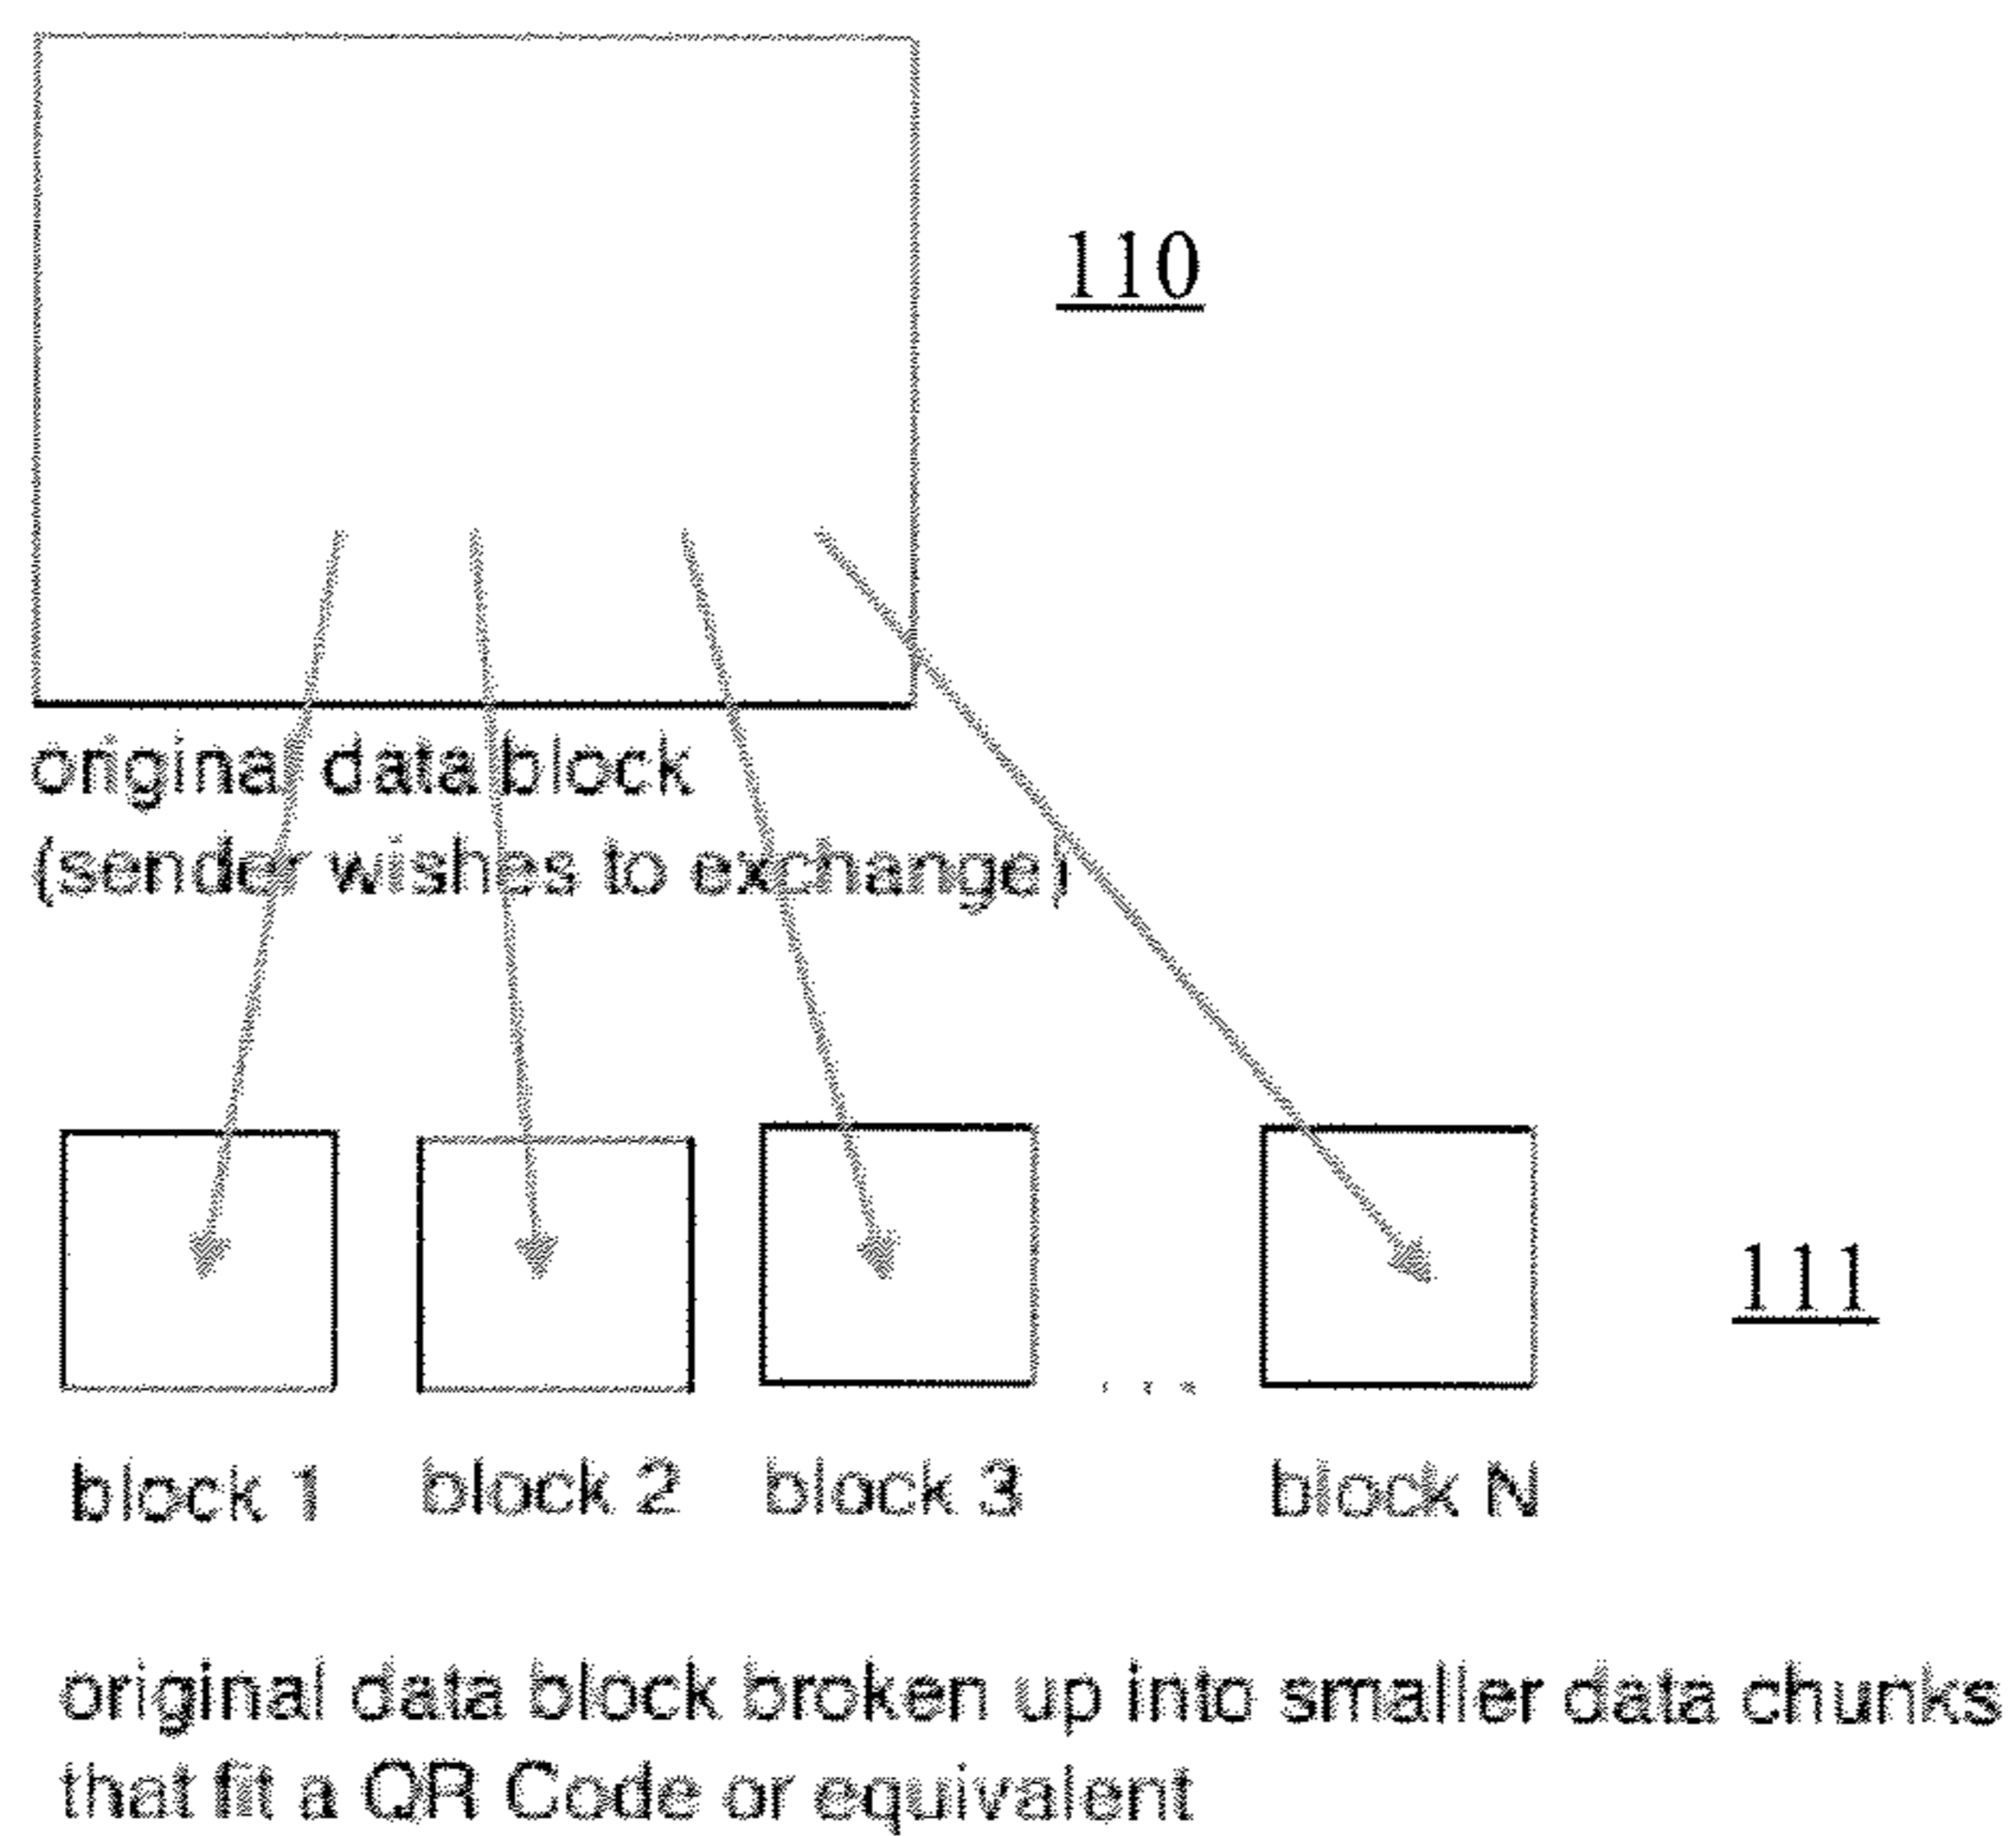 110
original data block
(sender wishes to exchange)
111
...
block 1 block 2 block 3 block N
original data block broken up into smaller data chunks
that fit a QR Code or equivalent